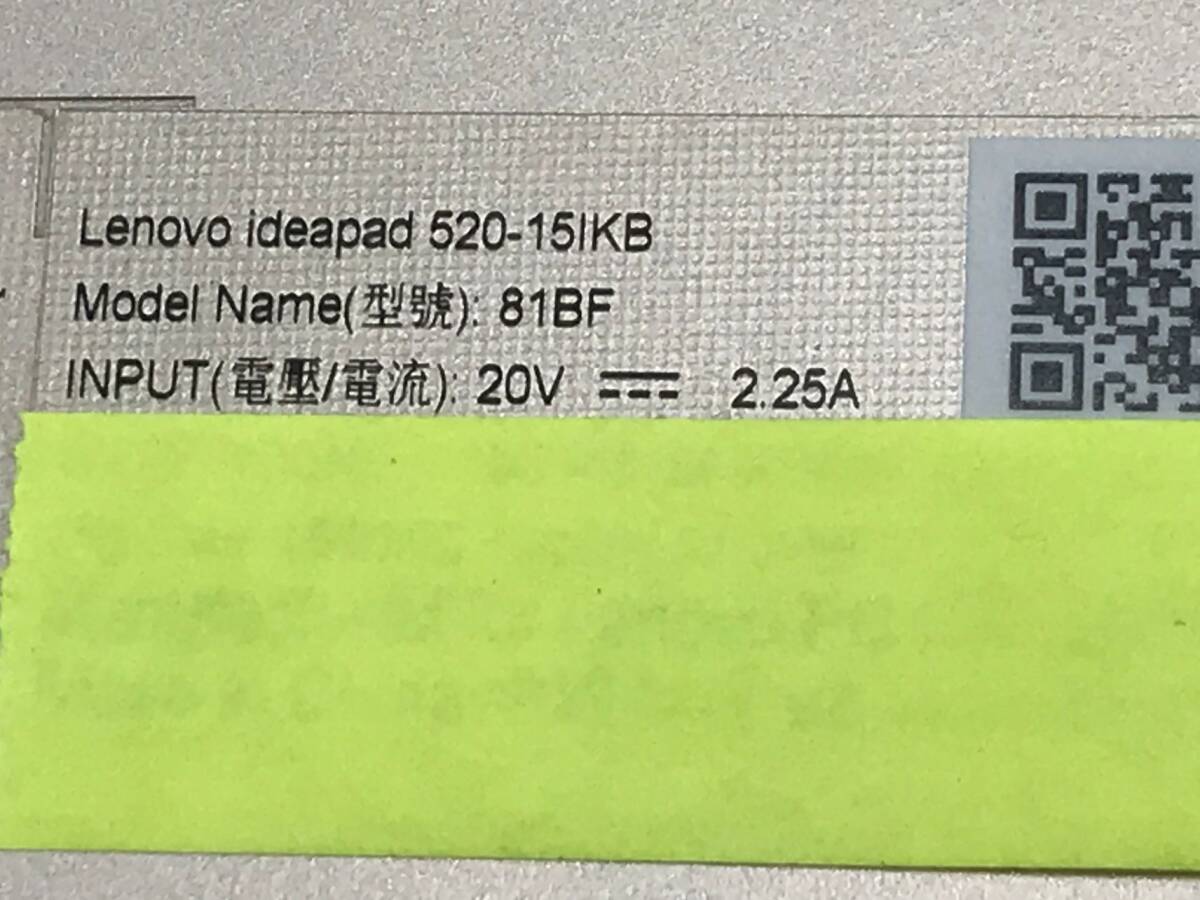 Lenovo ideapad 520-15IKB
Model Name(型號): 81BF
INPUT(電壓/電流): 20V ⎓ 2.25A